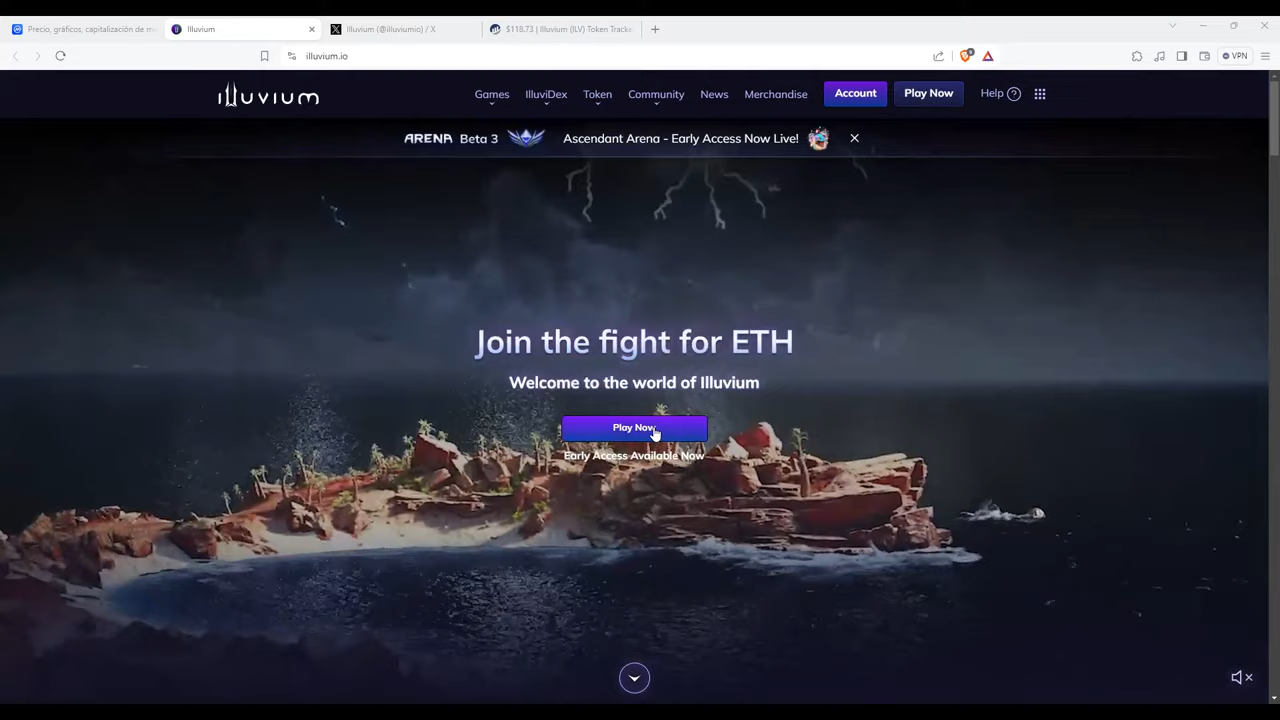 Precio, gráficos, capitalización de m
Illuvium
Illuvium (@illuviumio) / X
$118.73 | Illuvium (ILV) Token Tracke
illuvium.io
VPN
illuvium
Games
IlluviDex
Token
Community
News
Merchandise
Account
Play Now
Help
ARENA Beta 3
Ascendant Arena - Early Access Now Live!
Join the fight for ETH
Welcome to the world of Illuvium
Play Now
Early Access Available Now